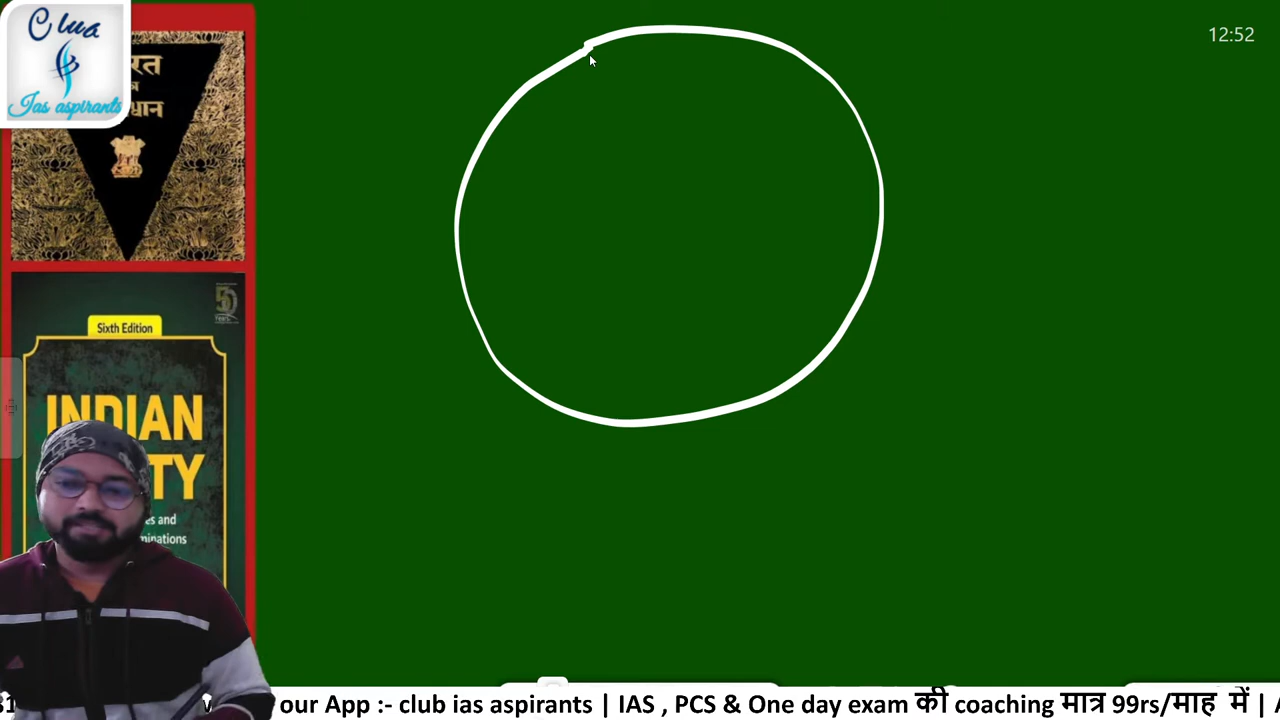 Club
Ias aspirants
12:52
Sixth Edition
INDIAN
es and
minations
our App :- club ias aspirants | IAS , PCS & One day exam की coaching मात्र 99rs/माह में |